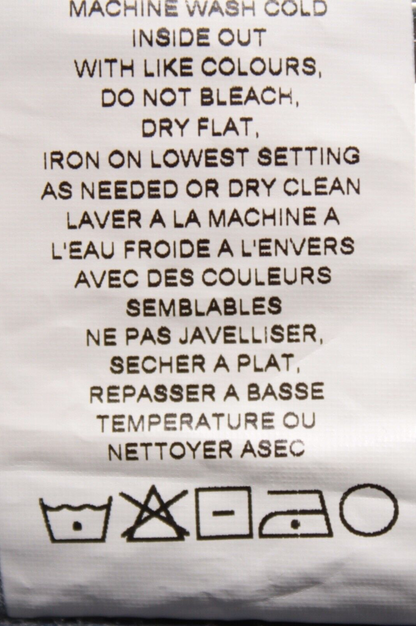 MACHINE WASH COLD
INSIDE OUT
WITH LIKE COLOURS,
DO NOT BLEACH,
DRY FLAT,
IRON ON LOWEST SETTING
AS NEEDED OR DRY CLEAN
LAVER A LA MACHINE A
L'EAU FROIDE A L'ENVERS
AVEC DES COULEURS
SEMBLABLES
NE PAS JAVELLISER,
SECHER A PLAT,
REPASSER A BASSE
TEMPERATURE OU
NETTOYER ASEC